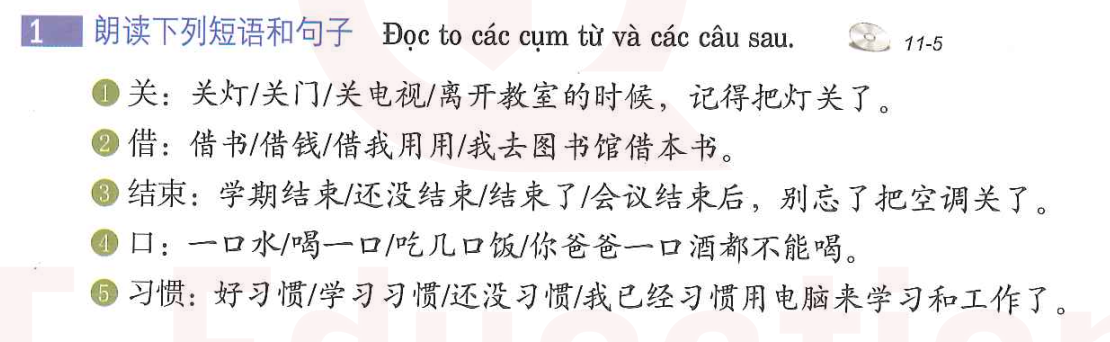 1 朗读下列短语和句子 Đọc to các cụm từ và các câu sau. 11-5
1 关：关灯/关门/关电视/离开教室的时候，记得把灯关了。
2 借：借书/借钱/借我用用/我去图书馆借本书。
3 结束：学期结束/还没结束/结束了/会议结束后，别忘了把空调关了。
4 口：一口水/喝一口/吃几口饭/你爸爸一口酒都不能喝。
5 习惯：好习惯/学习习惯/还没习惯/我已经习惯用电脑来学习和工作了。